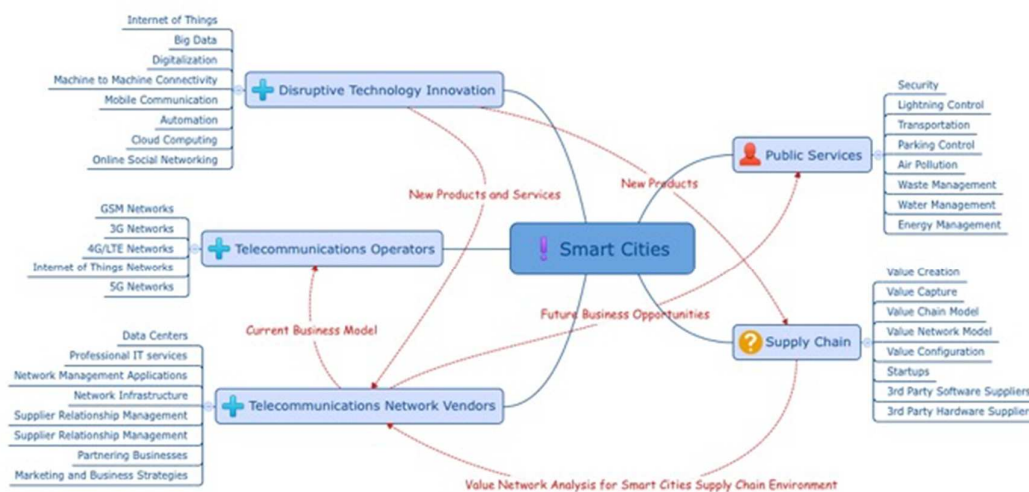 Internet of Things
Big Data
Digitalization
Machine to Machine Connectivity
Mobile Communication
Automation
Cloud Computing
Online Social Networking
Disruptive Technology Innovation
GSM Networks
3G Networks
4G/LTE Networks
Internet of Things Networks
5G Networks
Telecommunications Operators
Data Centers
Professional IT services
Network Management Applications
Network Infrastructure
Supplier Relationship Management
Supplier Relationship Management
Partnering Businesses
Marketing and Business Strategies
Telecommunications Network Vendors
Smart Cities
Public Services
Security
Lightning Control
Transportation
Parking Control
Air Pollution
Waste Management
Water Management
Energy Management
Supply Chain
Value Creation
Value Capture
Value Chain Model
Value Network Model
Value Configuration
Startups
3rd Party Software Suppliers
3rd Party Hardware Supplier
New Products and Services
New Products
Current Business Model
Future Business Opportunities
Value Network Analysis for Smart Cities Supply Chain Environment